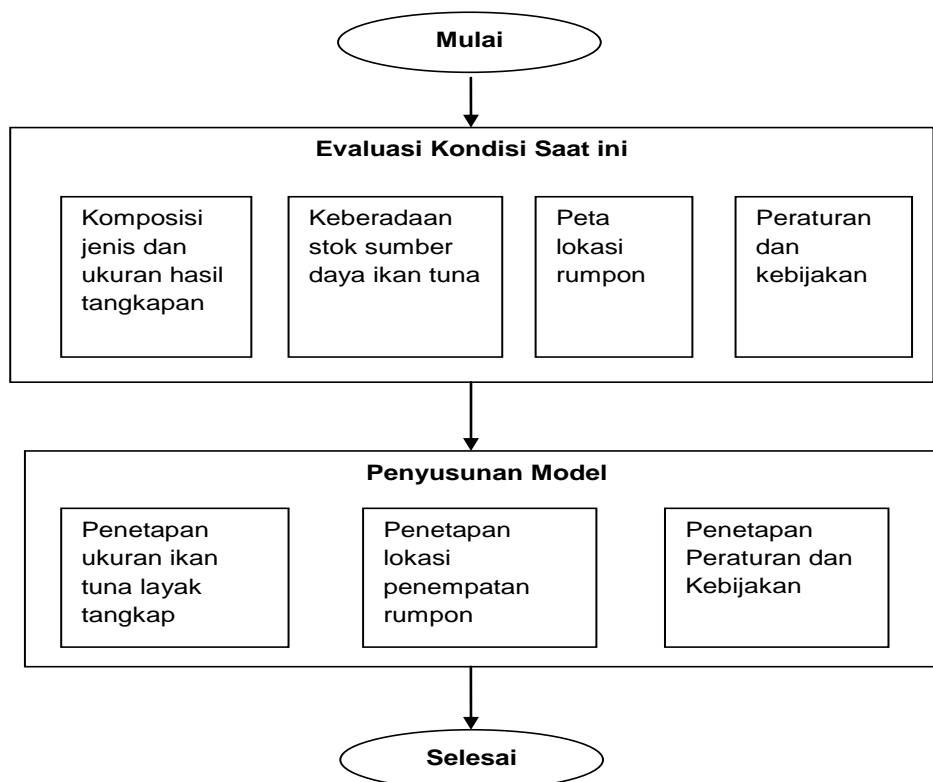 Mulai
Evaluasi Kondisi Saat ini
Komposisi
jenis dan
ukuran hasil
tangkapan
Keberadaan
stok sumber
daya ikan tuna
Peta
lokasi
rumpon
Peraturan
dan
kebijakan
Penyusunan Model
Penetapan
ukuran ikan
tuna layak
tangkap
Penetapan
lokasi
penempatan
rumpon
Penetapan
Peraturan dan
Kebijakan
Selesai